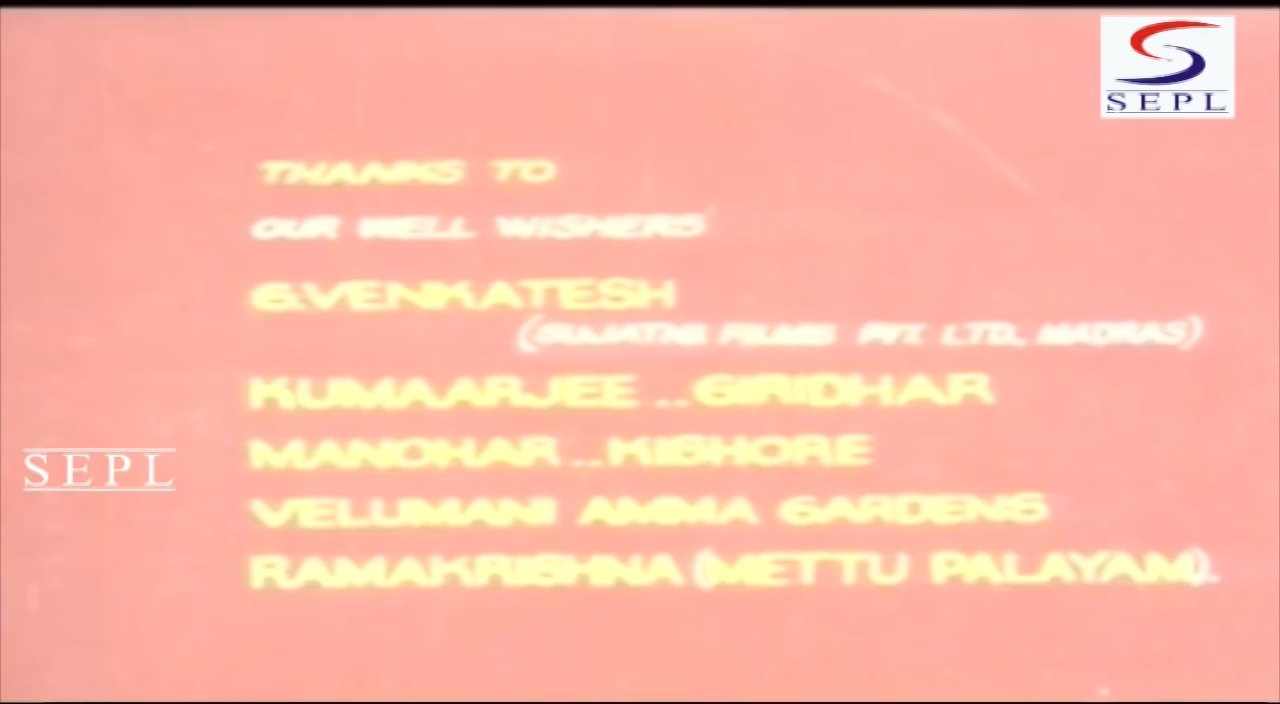 SEPL
THANKS TO
OUR WELL WISHERS
G.VENKATESH
(SUJATHA FILMS PVT. LTD. MADRAS)
KUMAARJEE .. GIRIDHAR
MANOHAR .. KISHORE
SEPL
VELUMANI AMMA GARDENS
RAMAKRISHNA (METTU PALAYAM).